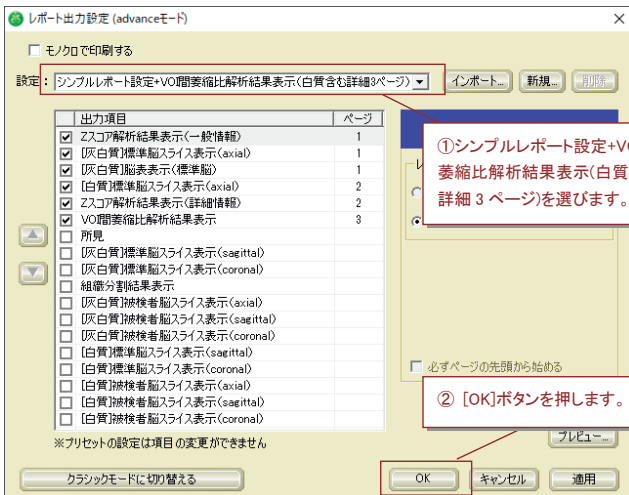 レポート出力設定 (advanceモード)
モノクロで印刷する
設定：シンプルレポート設定+VOI間萎縮比解析結果表示(白質含む詳細3ページ) インポート... 新規... 削除
出力項目 ページ
Zスコア解析結果表示(一般情報) 1
[灰白質]標準脳スライス表示(axial) 1
[灰白質]脳表表示(標準脳) 1
[白質]標準脳スライス表示(axial) 2
Zスコア解析結果表示(詳細情報) 2
VOI間萎縮比解析結果表示 3
所見
[灰白質]標準脳スライス表示(sagittal)
[灰白質]標準脳スライス表示(coronal)
組織分割結果表示
[灰白質]被検者脳スライス表示(axial)
[灰白質]被検者脳スライス表示(sagittal)
[灰白質]被検者脳スライス表示(coronal)
[白質]標準脳スライス表示(sagittal)
[白質]標準脳スライス表示(coronal)
[白質]被検者脳スライス表示(axial)
[白質]被検者脳スライス表示(sagittal)
[白質]被検者脳スライス表示(coronal)
①シンプルレポート設定+VO
萎縮比解析結果表示(白質
詳細 3 ページ)を選びます。
必ずページの先頭から始める
② [OK]ボタンを押します。
プレビュー...
※プリセットの設定は項目の変更ができません
クラシックモードに切り替える OK キャンセル 適用